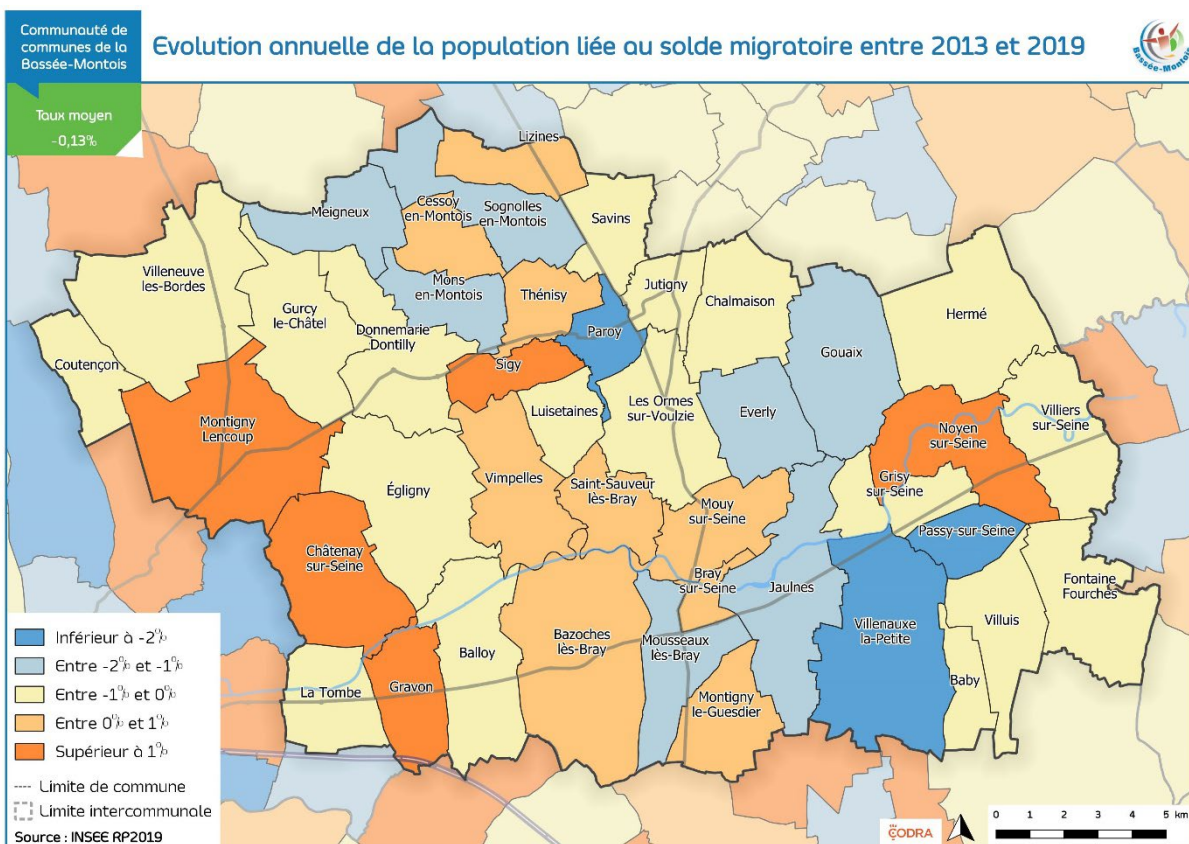 Communauté de
communes de la
Bassée-Montois
Evolution annuelle de la population liée au solde migratoire entre 2013 et 2019
Bassée-Montois
Taux moyen
-0,13%
Lizines
Meigneux
Cessoy
en-Montois
Sognolles
en-Montois
Savins
Villeneuve
les-Bordes
Gurcy
le-Châtel
Mons
en-Montois
Thénisy
Jutigny
Chalmaison
Hermé
Donnemarie
Dontilly
Paroy
Gouaix
Coutençon
Sigy
Montigny
Lencoup
Luisetaines
Les Ormes
sur-Voulzie
Everly
Noyen
sur-Seine
Villiers
sur-Seine
Égligny
Vimpelles
Saint-Sauveur
lès-Bray
Mouy
sur-Seine
Grisy
sur-Seine
Passy-sur-Seine
Châtenay
sur-Seine
Bray
sur-Seine
Jaulnes
Fontaine
Fourches
Bazoches
lès-Bray
Mousseaux
lès-Bray
Villenauxe
la-Petite
Villuis
Balloy
La Tombe
Gravon
Montigny
le-Guesdier
Baby
Inférieur à -2%
Entre -2% et -1%
Entre -1% et 0%
Entre 0% et 1%
Supérieur à 1%
Limite de commune
Limite intercommunale
Source : INSEE RP2019
CODRA
0 1 2 3 4 5 km